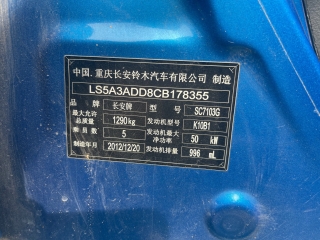 中国．重庆长安铃木汽车有限公司 制造
LS5A3ADD8CB178355
品牌 长安牌 型号 SC7103G
最大允许总质量 1290kg 发动机型号 K10B1
乘员数 5 发动机最大净功率 50 kW
制造年月 2012/12/20 发动机排量 996 mL